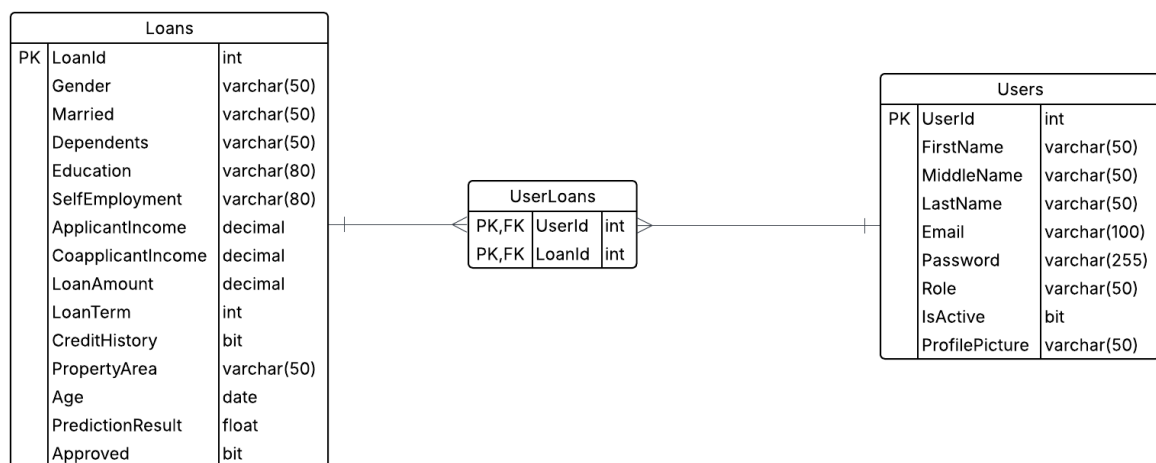 Loans
PK LoanId int
Gender varchar(50)
Married varchar(50)
Dependents varchar(50)
Education varchar(80)
SelfEmployment varchar(80)
ApplicantIncome decimal
CoapplicantIncome decimal
LoanAmount decimal
LoanTerm int
CreditHistory bit
PropertyArea varchar(50)
Age date
PredictionResult float
Approved bit
UserLoans
PK,FK UserId int
PK,FK LoanId int
Users
PK UserId int
FirstName varchar(50)
MiddleName varchar(50)
LastName varchar(50)
Email varchar(100)
Password varchar(255)
Role varchar(50)
IsActive bit
ProfilePicture varchar(50)